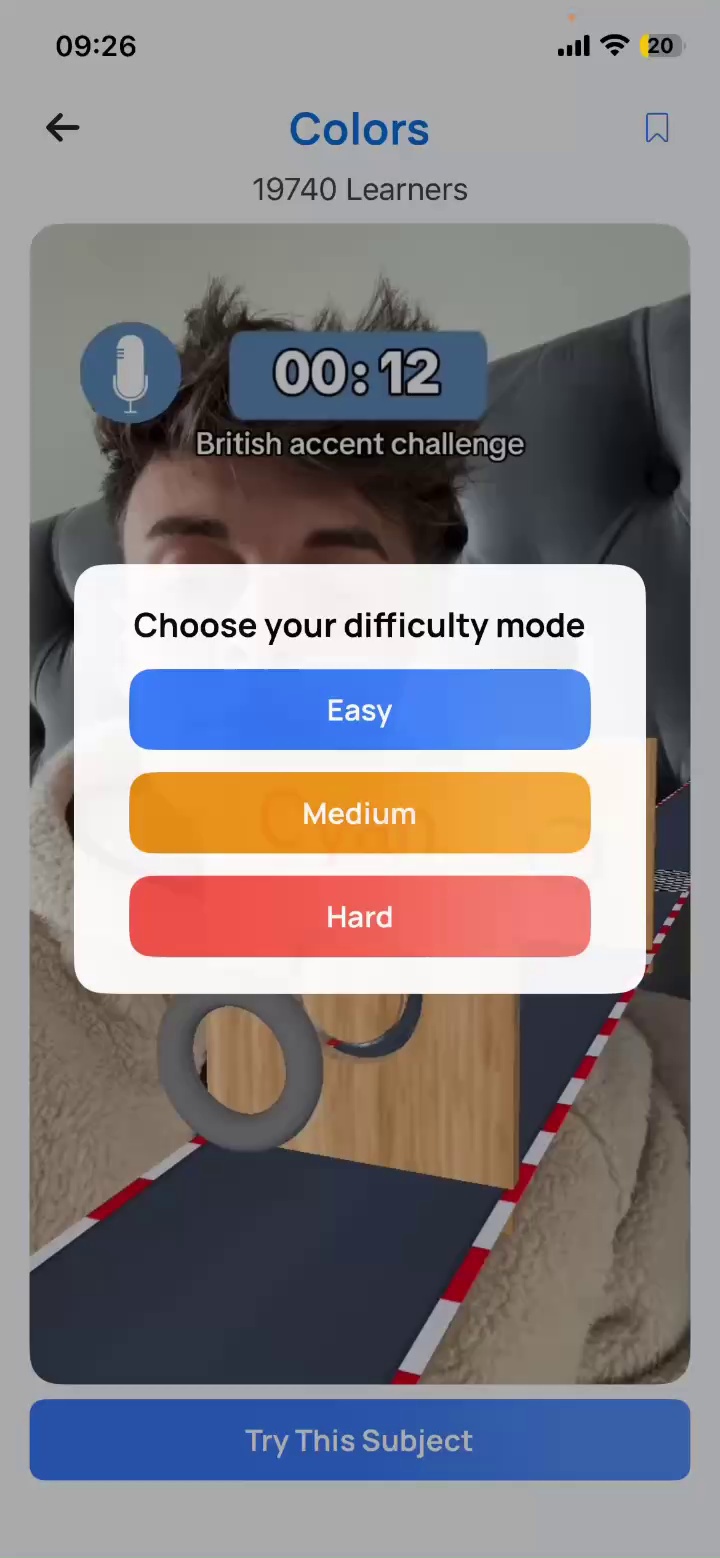 09:26
20
Colors
19740 Learners
00:12
British accent challenge
Choose your difficulty mode
Easy
Medium
Cyan
Hard
Try This Subject